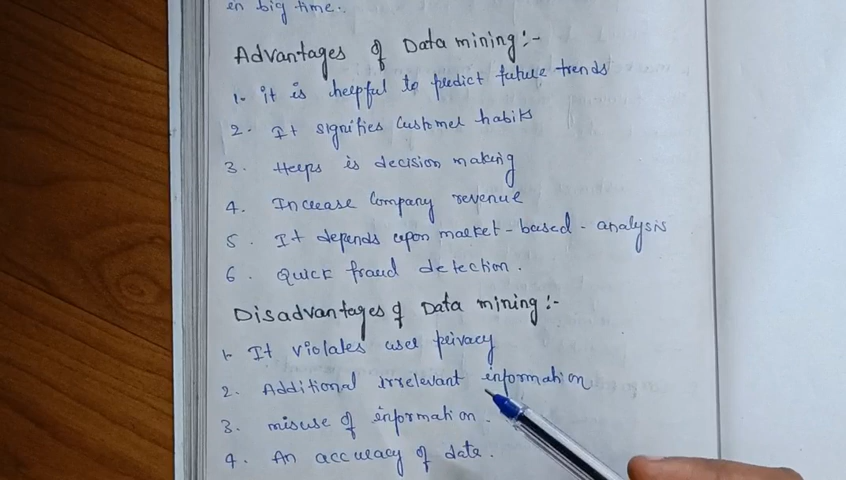 in big time.
Advantages of Data mining:-
1. it is helpful to predict future trends
2. It signifies customer habits
3. Helps is decision making
4. Increase Company revenue
5. It depends upon market-based-analysis
6. Quick fraud detection.
Disadvantages of Data mining:-
1. It violates user privacy
2. Additional irrelevant information
3. misuse of information.
4. An accuracy of data.